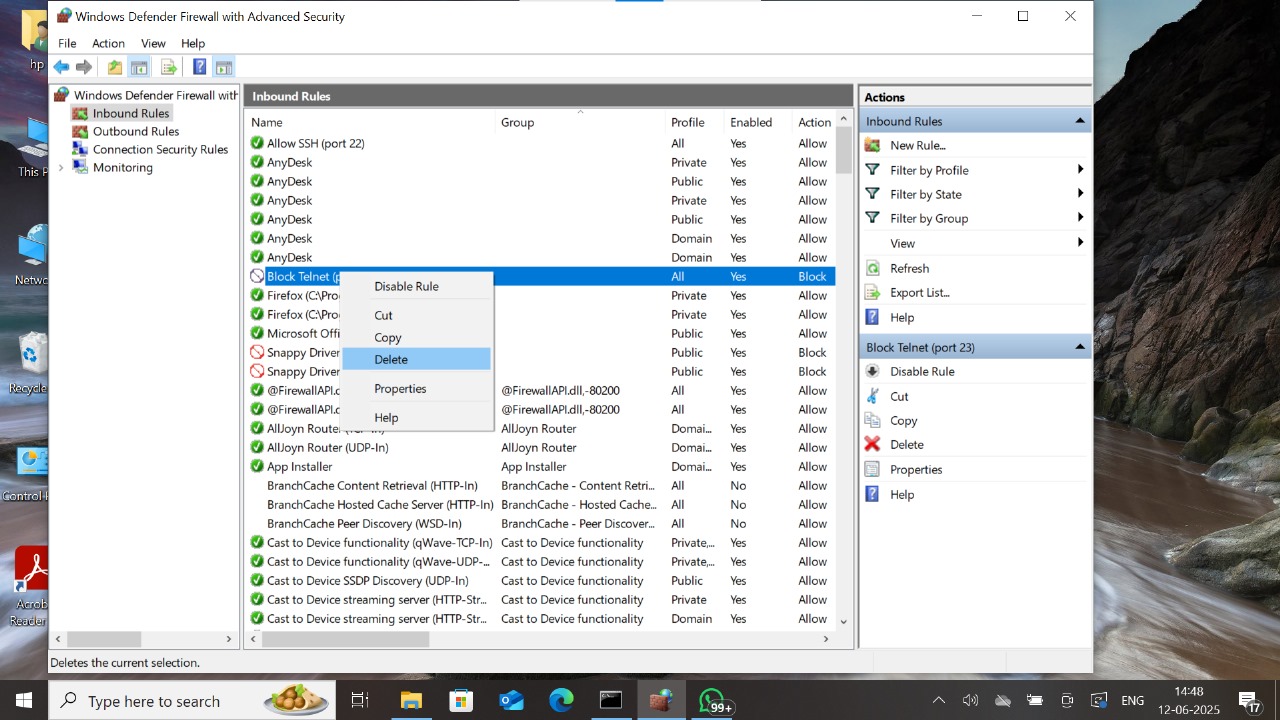 Windows Defender Firewall with Advanced Security
File Action View Help
hp
This P
Networ
Recycle
Control P
Acrob
Reader
Windows Defender Firewall with
Inbound Rules
Outbound Rules
Connection Security Rules
Monitoring
Inbound Rules
Name Group Profile Enabled Action
Allow SSH (port 22) All Yes Allow
AnyDesk Private Yes Allow
AnyDesk Public Yes Allow
AnyDesk Private Yes Allow
AnyDesk Public Yes Allow
AnyDesk Domain Yes Allow
AnyDesk Domain Yes Allow
Block Telnet (p All Yes Block
Firefox (C:\Pro Private Yes Allow
Firefox (C:\Pro Private Yes Allow
Microsoft Offi Public Yes Allow
Snappy Driver Public Yes Block
Snappy Driver Public Yes Block
@FirewallAPI.d @FirewallAPI.dll,-80200 All Yes Allow
@FirewallAPI.d @FirewallAPI.dll,-80200 All Yes Allow
AllJoyn Router (TCP-In) AllJoyn Router Domai... Yes Allow
AllJoyn Router (UDP-In) AllJoyn Router Domai... Yes Allow
App Installer App Installer Domai... Yes Allow
BranchCache Content Retrieval (HTTP-In) BranchCache - Content Retri... All No Allow
BranchCache Hosted Cache Server (HTTP-In) BranchCache - Hosted Cache... All No Allow
BranchCache Peer Discovery (WSD-In) BranchCache - Peer Discover... All No Allow
Cast to Device functionality (qWave-TCP-In) Cast to Device functionality Private,... Yes Allow
Cast to Device functionality (qWave-UDP-... Cast to Device functionality Private,... Yes Allow
Cast to Device SSDP Discovery (UDP-In) Cast to Device functionality Public Yes Allow
Cast to Device streaming server (HTTP-Str... Cast to Device functionality Private Yes Allow
Cast to Device streaming server (HTTP-Str... Cast to Device functionality Domain Yes Allow
Disable Rule
Cut
Copy
Delete
Properties
Help
Actions
Inbound Rules
New Rule...
Filter by Profile
Filter by State
Filter by Group
View
Refresh
Export List...
Help
Block Telnet (port 23)
Disable Rule
Cut
Copy
Delete
Properties
Help
Deletes the current selection.
Type here to search
99+
ENG
14:48
12-06-2025
17